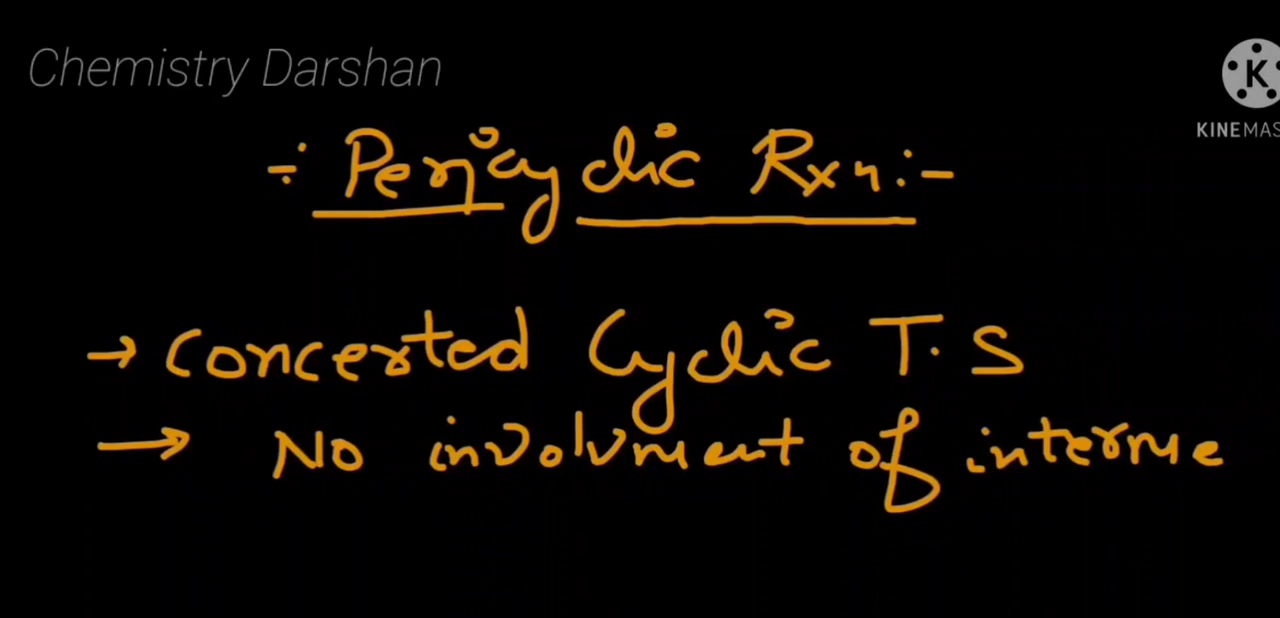 Chemistry Darshan
KINEMAS
÷ Pericyclic Rxn:-
→ Concerted Cyclic T.S
→ No involvment of interme